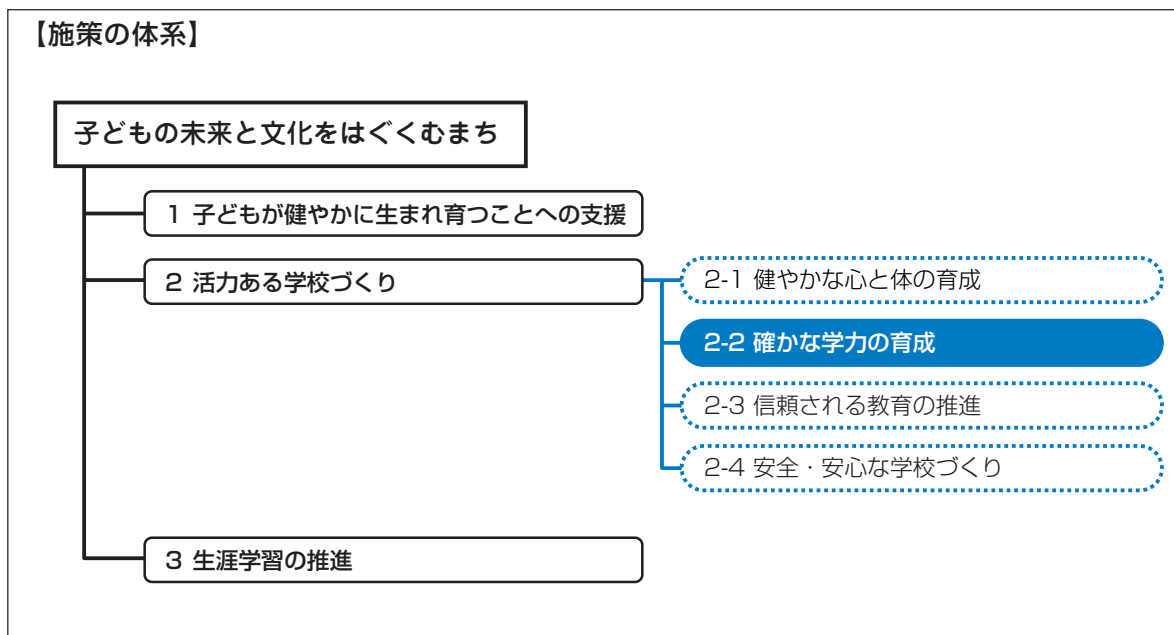 【施策の体系】
子どもの未来と文化をはぐくむまち
1 子どもが健やかに生まれ育つことへの支援
2 活力ある学校づくり
2-1 健やかな心と体の育成
2-2 確かな学力の育成
2-3 信頼される教育の推進
2-4 安全・安心な学校づくり
3 生涯学習の推進